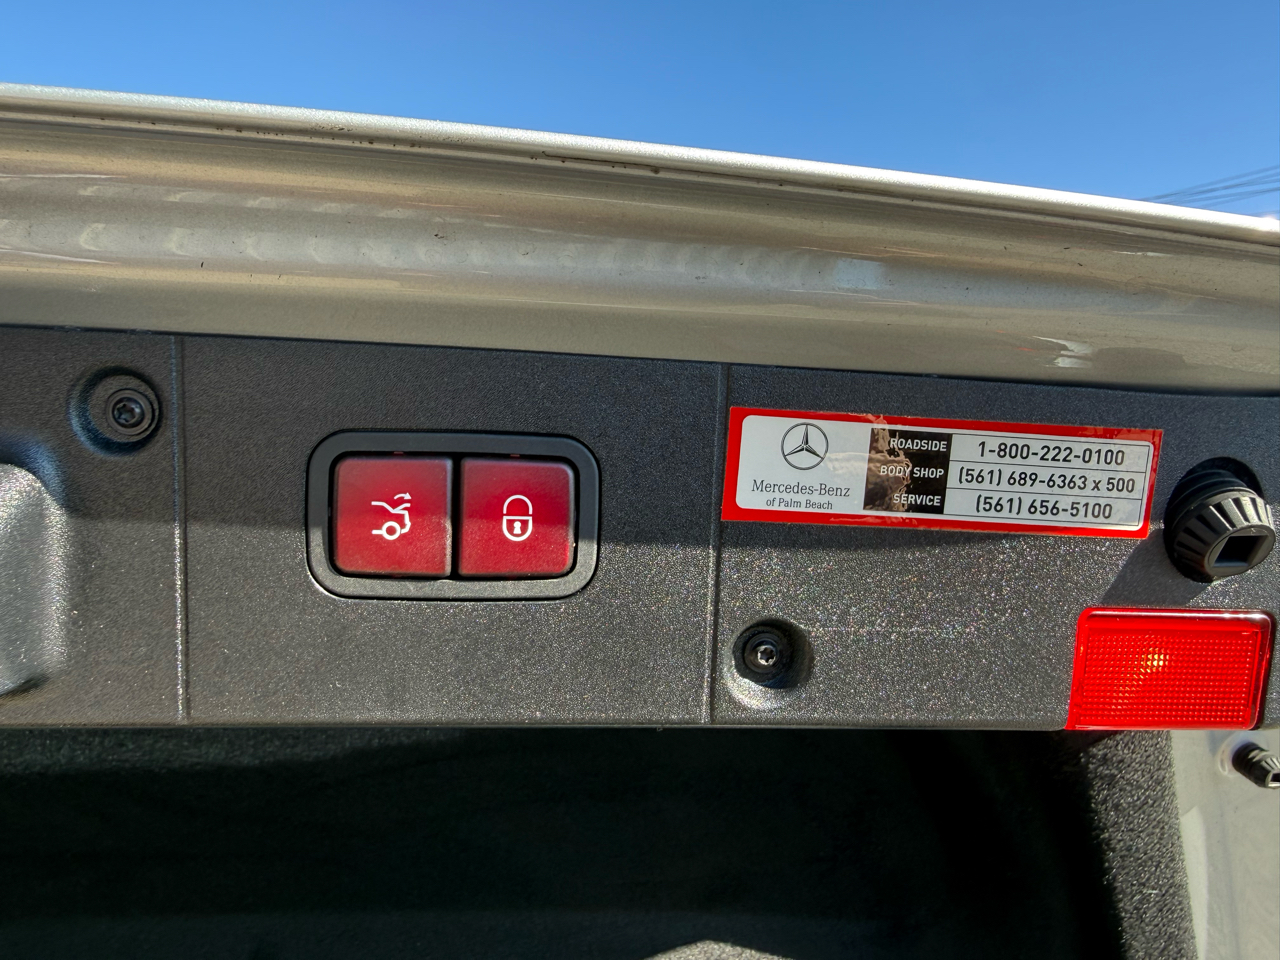 Mercedes-Benz
of Palm Beach
ROADSIDE 1-800-222-0100
BODY SHOP (561) 689-6363 x 500
SERVICE (561) 656-5100